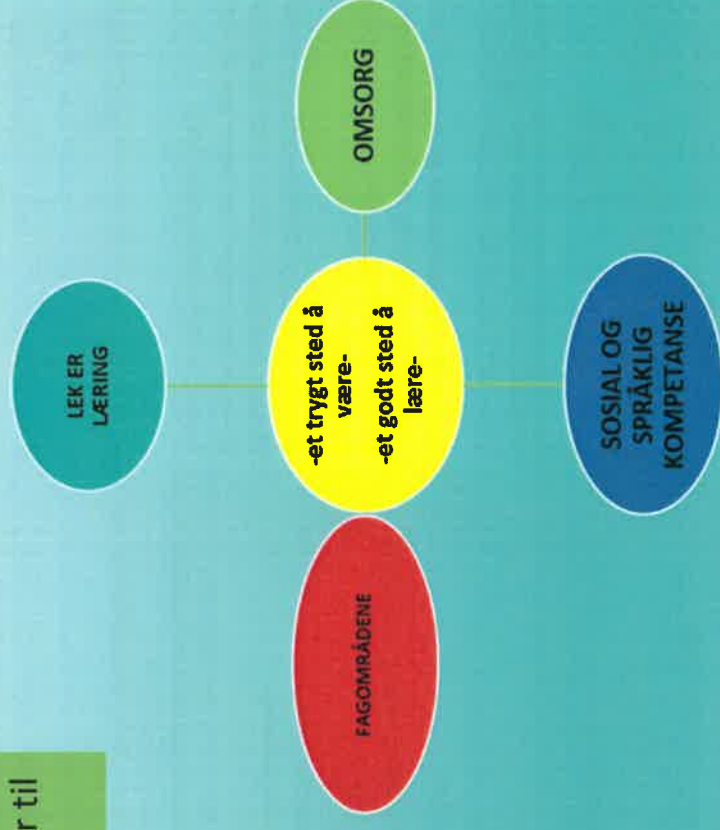 r til
LEK ER
LÆRING
FAGOMRÅDENE
-et trygt sted å
være-
-et godt sted å
lære-
OMSORG
SOSIAL OG
SPRÅKLIG
KOMPETANSE